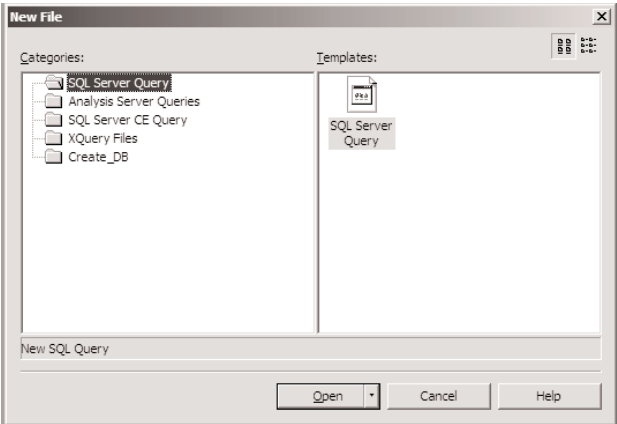 New File
Categories:
Templates:
SQL Server Query
Analysis Server Queries
SQL Server CE Query
XQuery Files
Create_DB
SQL Server
Query
New SQL Query
Open
Cancel
Help